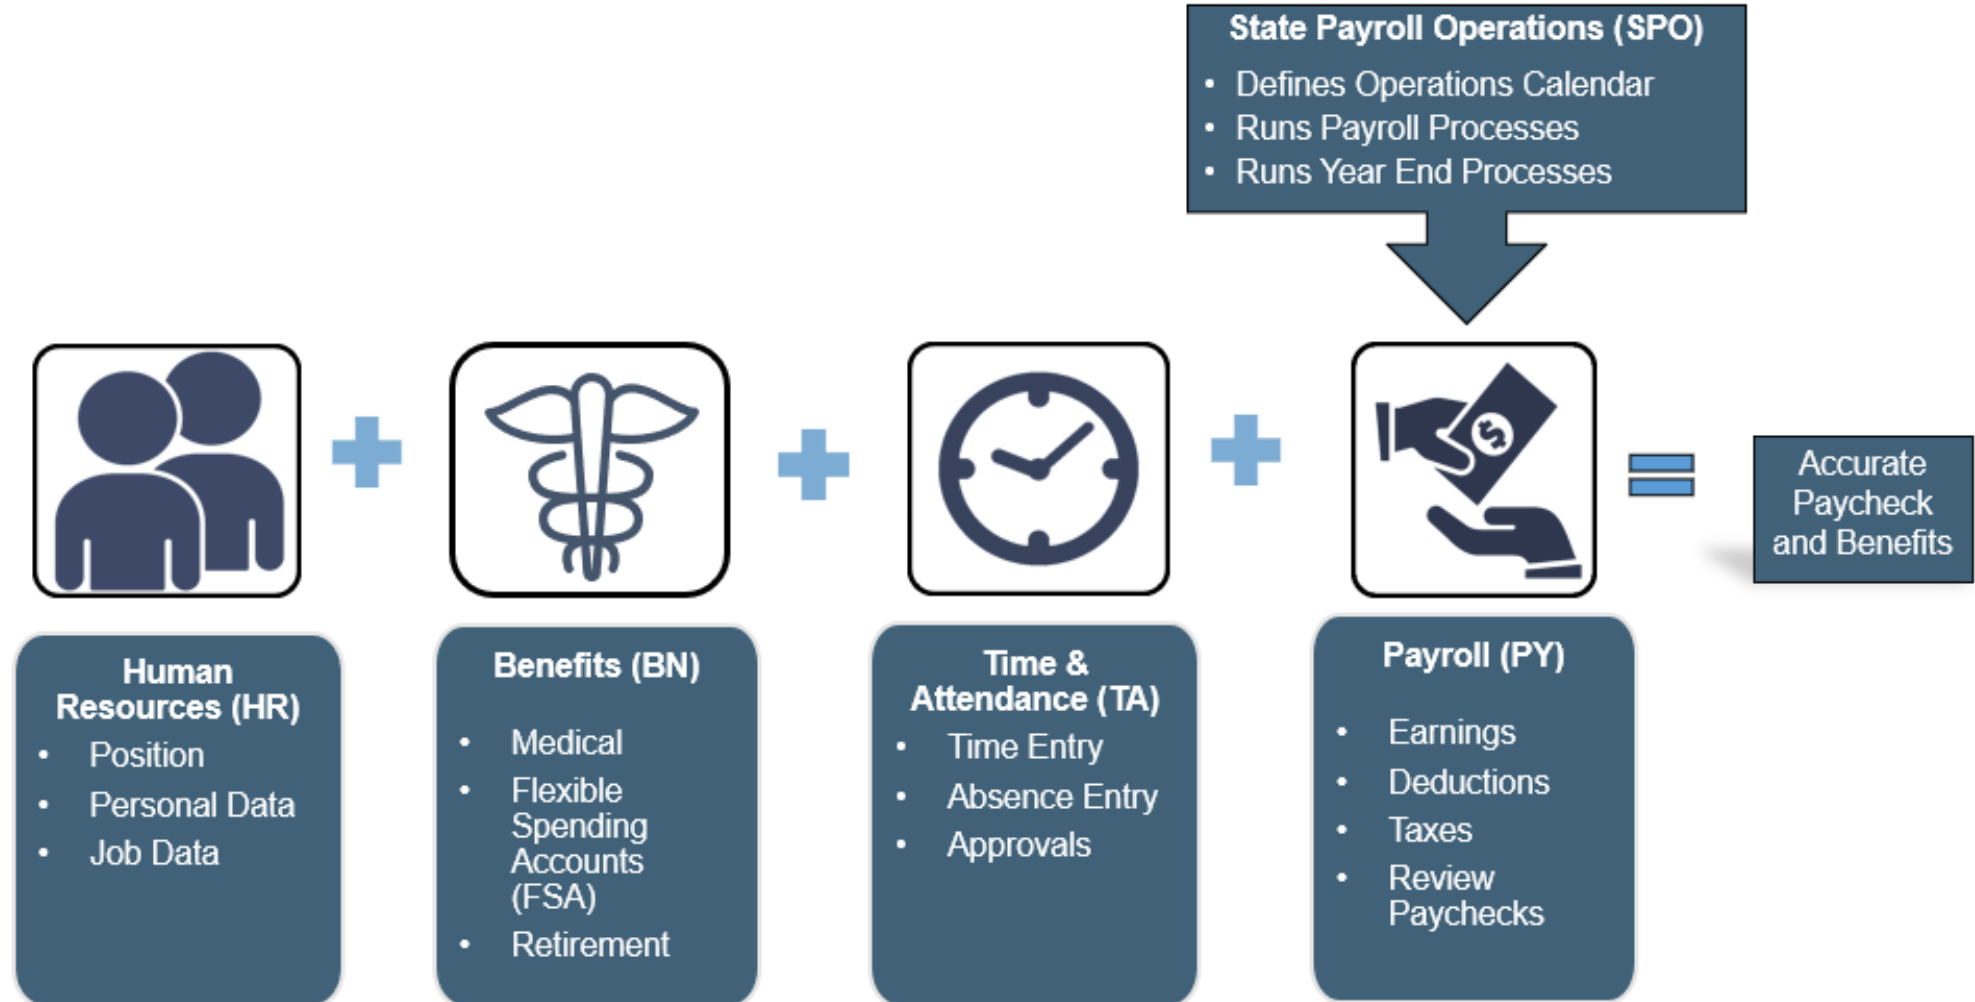 State Payroll Operations (SPO)
• Defines Operations Calendar
• Runs Payroll Processes
• Runs Year End Processes
$
Accurate
Paycheck
and Benefits
Human
Resources (HR)
• Position
• Personal Data
• Job Data
Benefits (BN)
• Medical
• Flexible
Spending
Accounts
(FSA)
• Retirement
Time &
Attendance (TA)
• Time Entry
• Absence Entry
• Approvals
Payroll (PY)
• Earnings
• Deductions
• Taxes
• Review
Paychecks